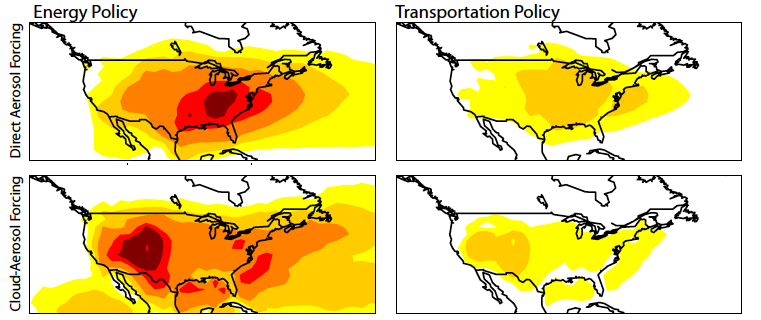 Energy Policy
Transportation Policy
Direct Aerosol Forcing
Cloud-Aerosol Forcing